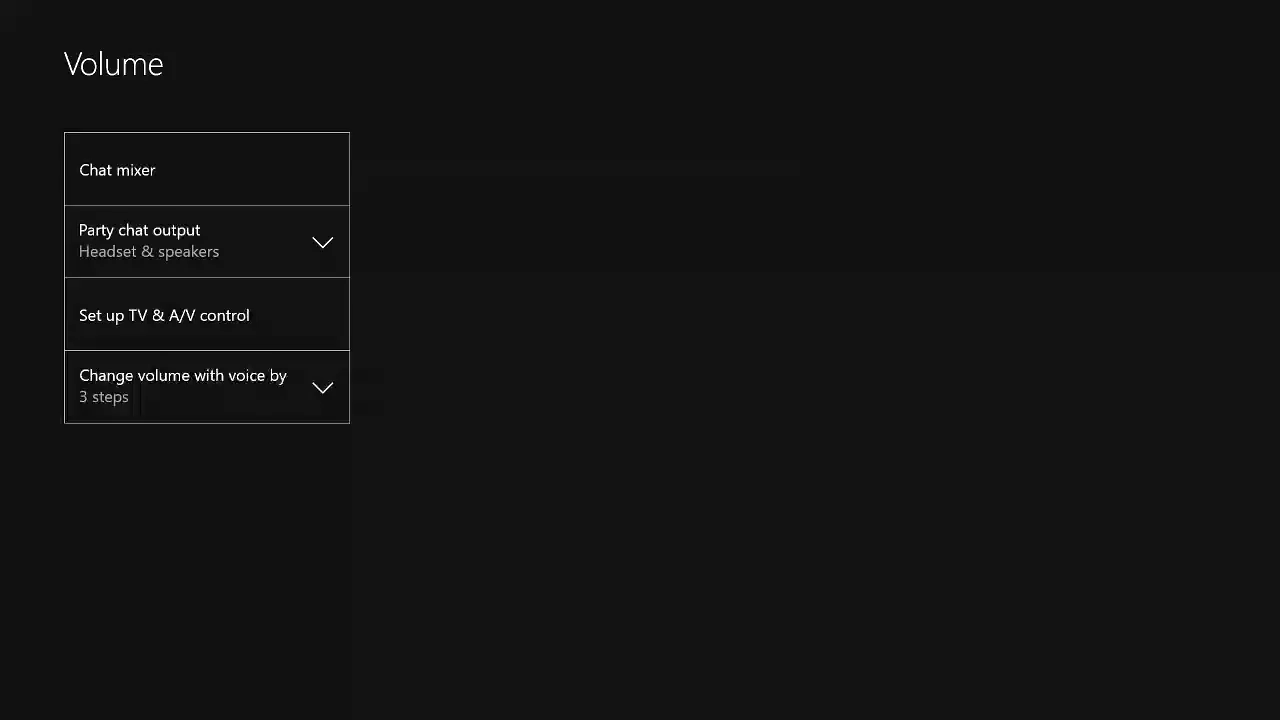 Volume
Chat mixer
Party chat output
Headset & speakers
Set up TV & A/V control
Change volume with voice by
3 steps